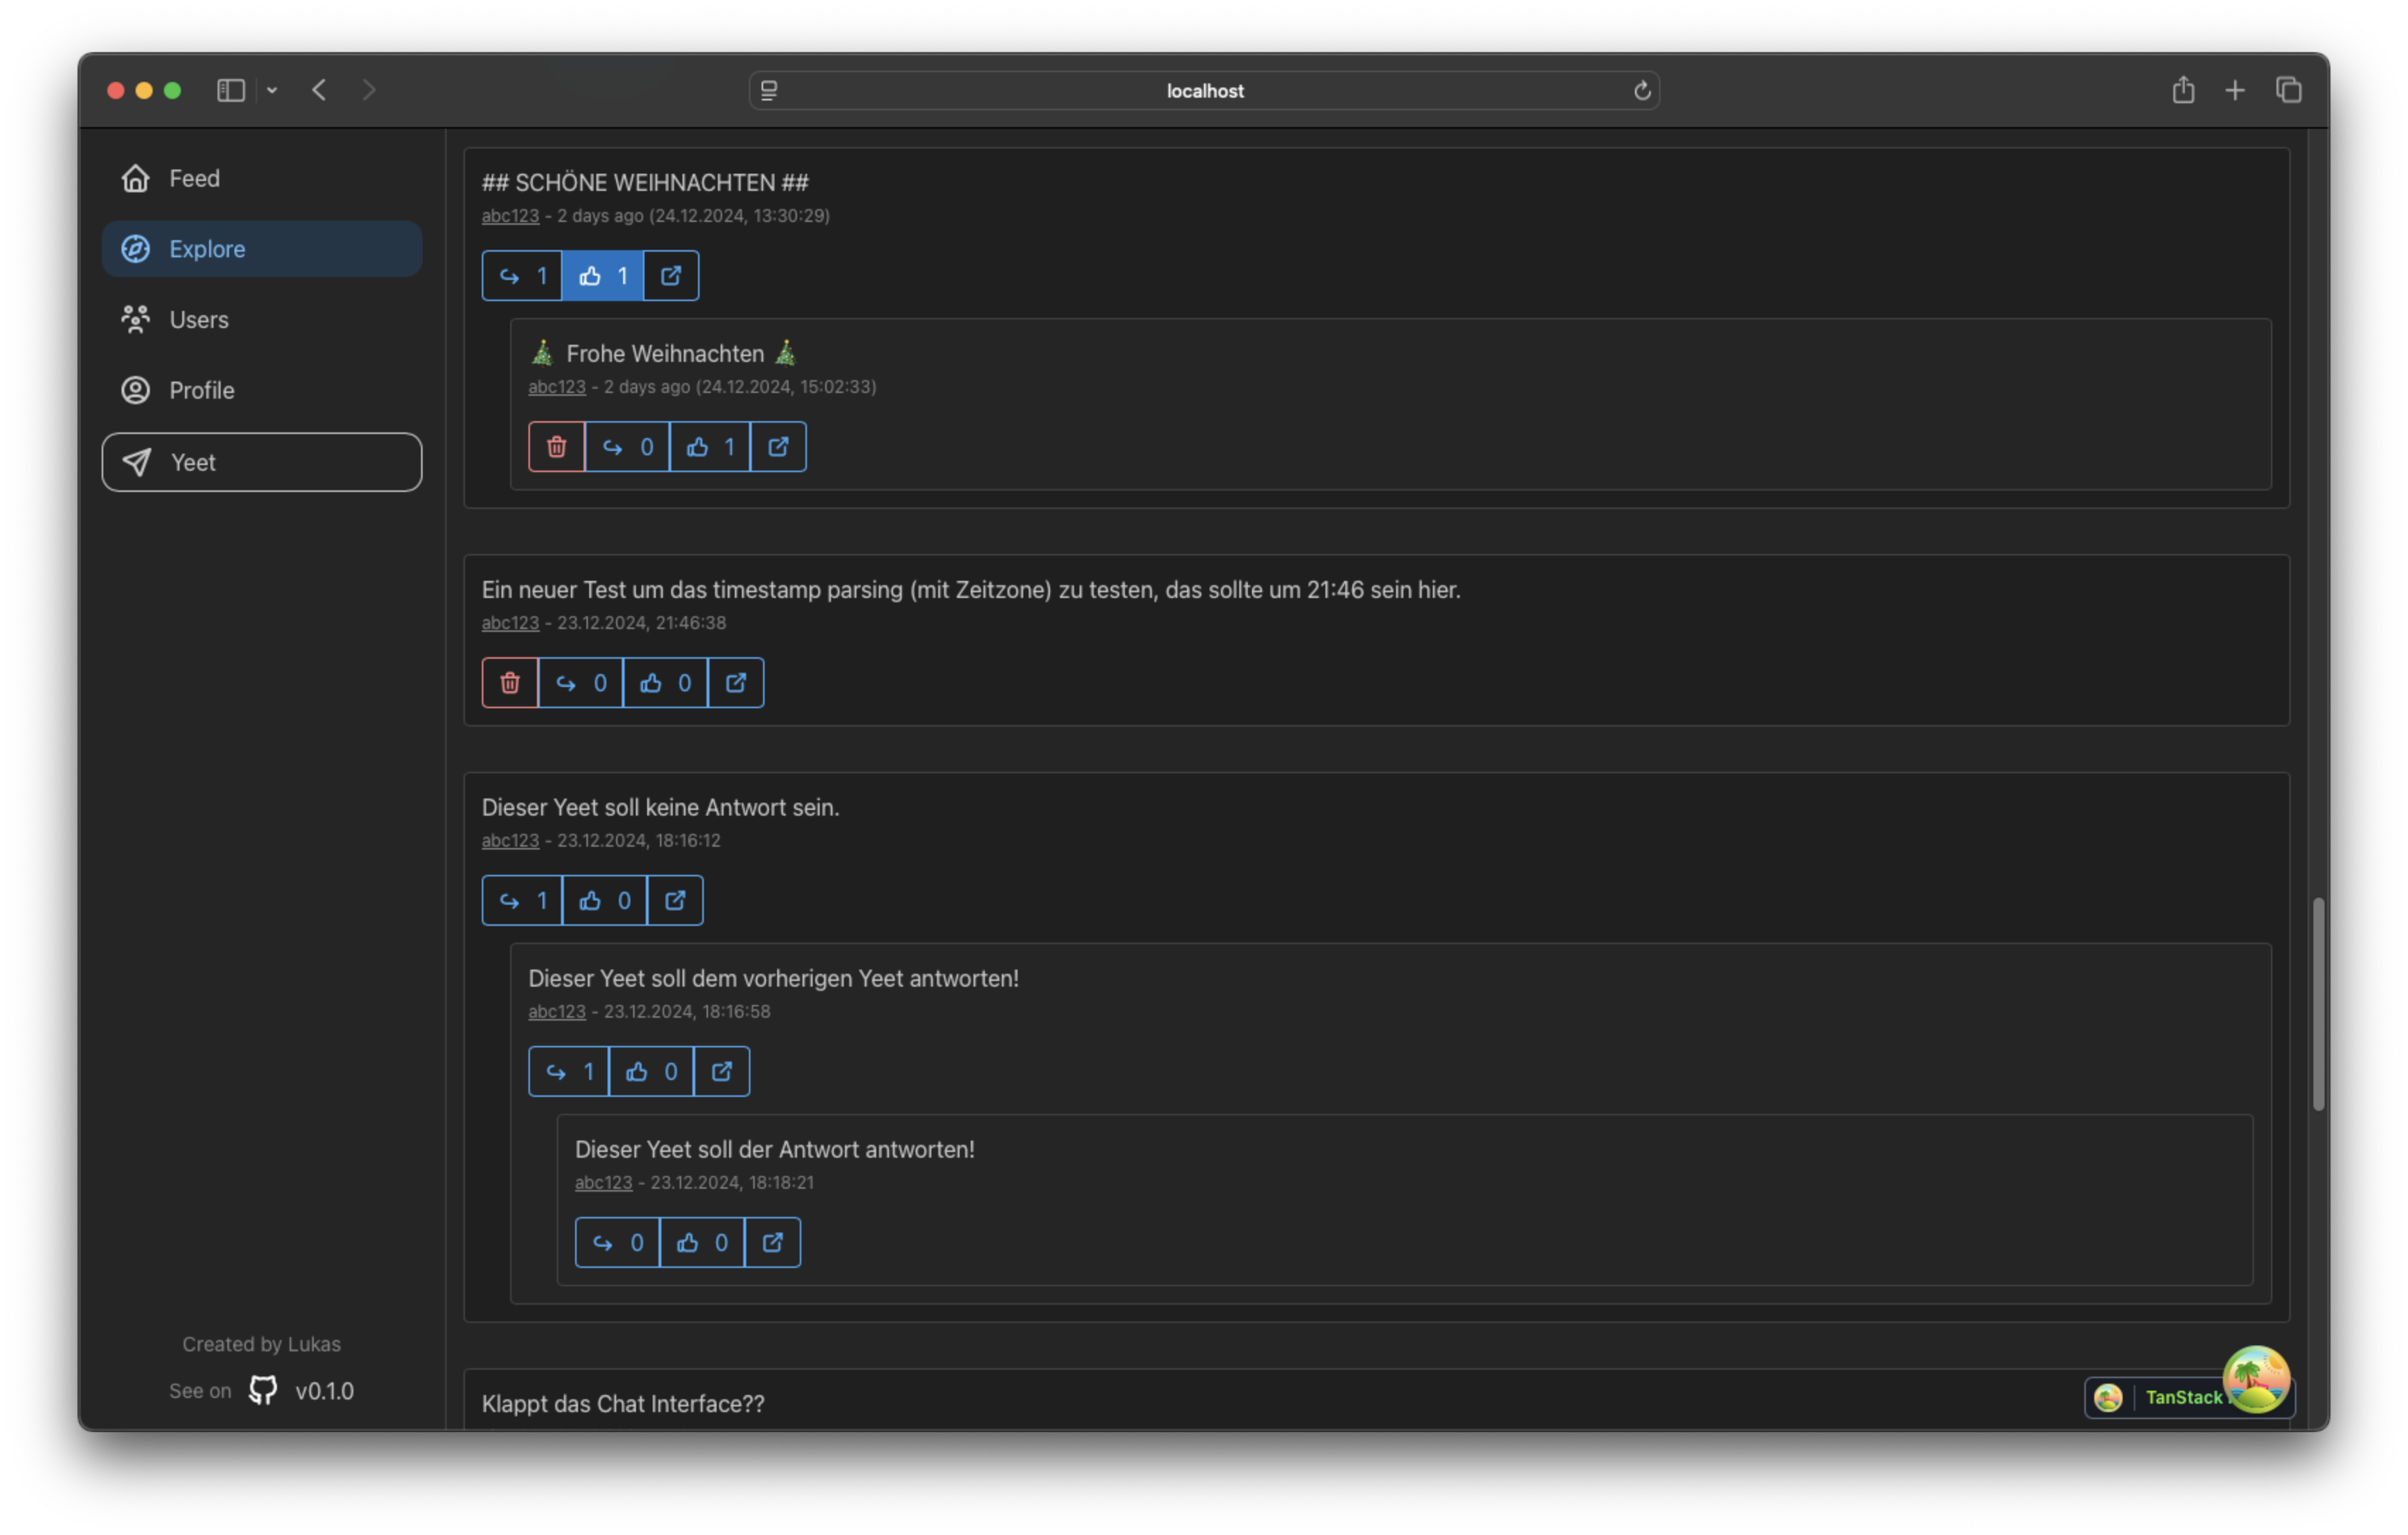 localhost
Feed
Explore
Users
Profile
Yeet
Created by Lukas
See on v0.1.0
## SCHÖNE WEIHNACHTEN ##
abc123 - 2 days ago (24.12.2024, 13:30:29)
1 1
🎄 Frohe Weihnachten 🎄
abc123 - 2 days ago (24.12.2024, 15:02:33)
0 1
Ein neuer Test um das timestamp parsing (mit Zeitzone) zu testen, das sollte um 21:46 sein hier.
abc123 - 23.12.2024, 21:46:38
0 0
Dieser Yeet soll keine Antwort sein.
abc123 - 23.12.2024, 18:16:12
1 0
Dieser Yeet soll dem vorherigen Yeet antworten!
abc123 - 23.12.2024, 18:16:58
1 0
Dieser Yeet soll der Antwort antworten!
abc123 - 23.12.2024, 18:18:21
0 0
Klappt das Chat Interface??
TanStack